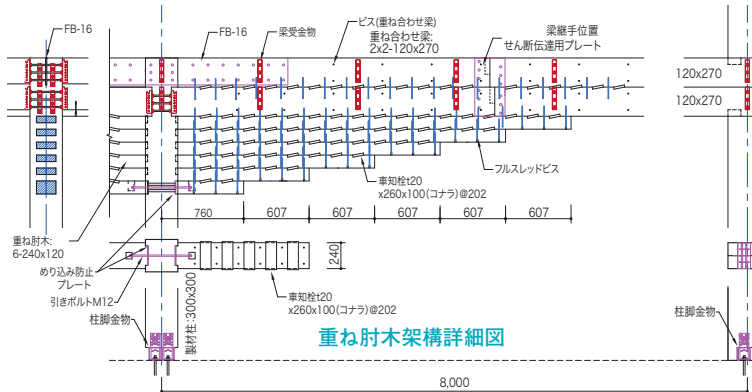 FB-16
FB-16
梁受金物
ビス(重ね合わせ梁)
重ね合わせ梁:
2x2-120x270
梁継手位置
せん断伝達用プレート
120x270
120x270
フルスレッドビス
車知栓t20
x260x100(コナラ)@202
760
607
607
607
607
607
重ね肘木:
6-240x120
めり込み防止
プレート
引きボルトM12
240
車知栓t20
x260x100(コナラ)@202
製材柱:300x300
柱脚金物
重ね肘木架構詳細図
柱脚金物
8,000